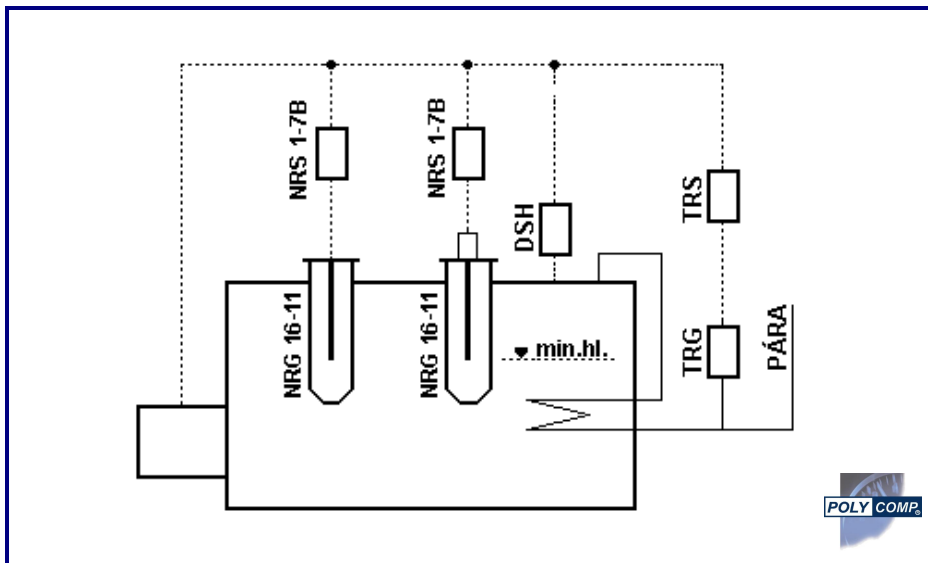 NRS 1-7B
NRS 1-7B
DSH
TRS
NRG 16-11
NRG 16-11
min.hl.
TRG
PÁRA
POLY COMP®